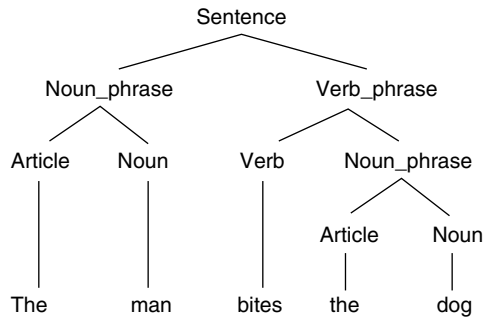 Sentence
Noun_phrase Verb_phrase
Article Noun Verb Noun_phrase
Article Noun
The man bites the dog